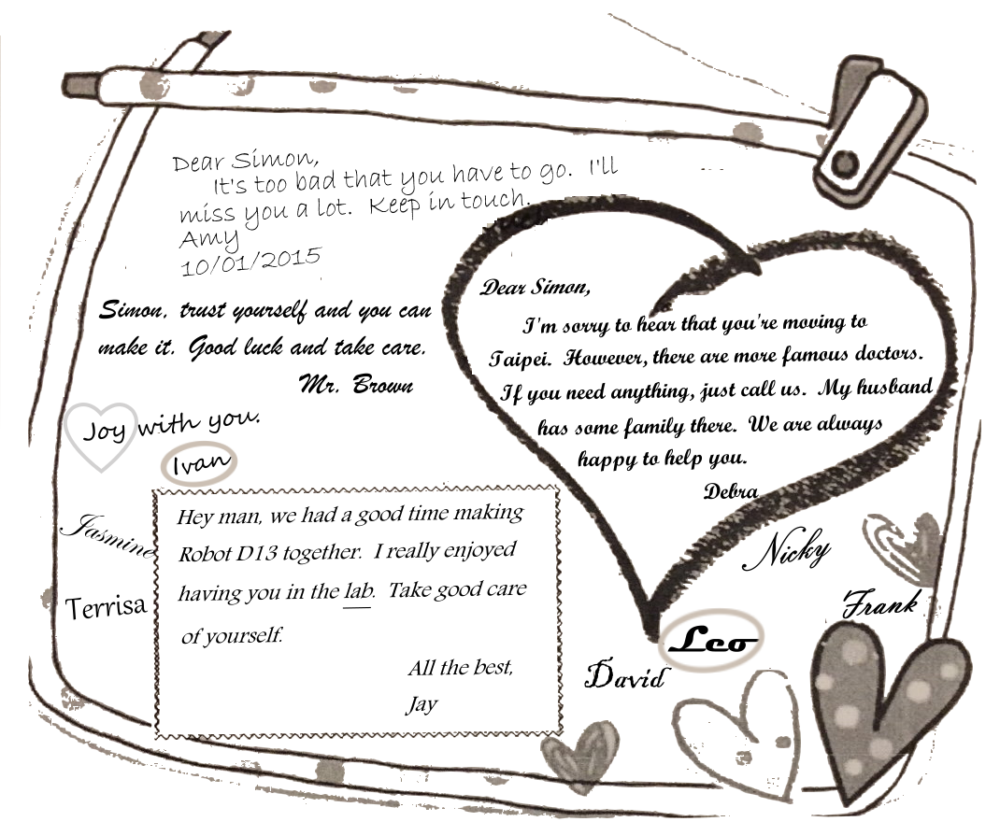 Dear Simon,
It's too bad that you have to go. I'll
miss you a lot. Keep in touch.
Amy
10/01/2015
Simon, trust yourself and you can
make it. Good luck and take care.
Mr. Brown
Joy with you.
Ivan
Dear Simon,
I'm sorry to hear that you're moving to
Taipei. However, there are more famous doctors.
If you need anything, just call us. My husband
has some family there. We are always
happy to help you.
Debra
Jasmine
Terrisa
Hey man, we had a good time making
Robot D13 together. I really enjoyed
having you in the lab. Take good care
of yourself.
All the best,
Jay
Nicky
Frank
Leo
David